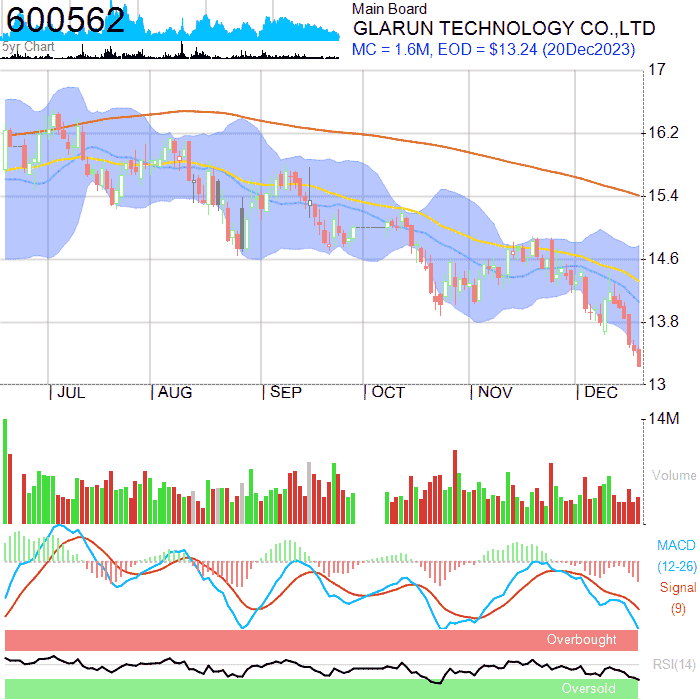 600562
5yr Chart
Main Board
GLARUN TECHNOLOGY CO.,LTD
MC = 1.6M, EOD = $13.24 (20Dec2023)
17
16.2
15.4
14.6
13.8
13
JUL AUG SEP OCT NOV DEC
14M
Volume
MACD
(12-26)
Signal
(9)
Overbought
RSI(14)
Oversold